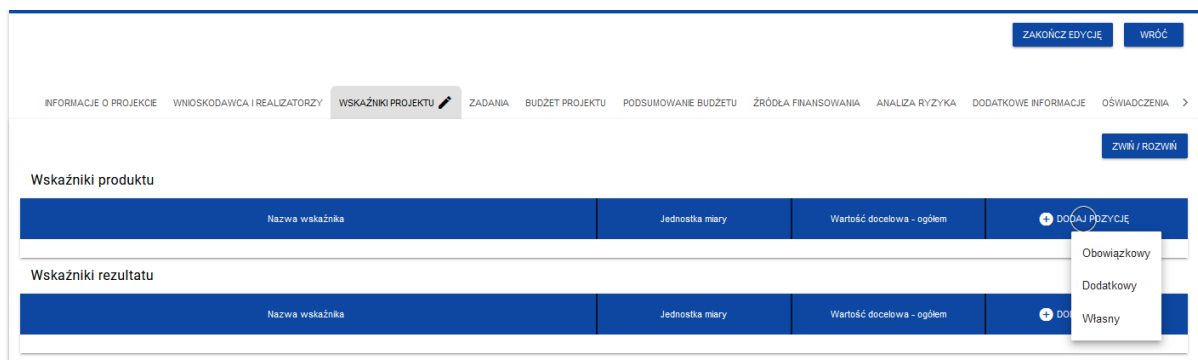 ZAKOŃCZ EDYCJĘ WRÓĆ
INFORMACJE O PROJEKCIE WNIOSKODAWCA I REALIZATORZY WSKAŹNIKI PROJEKTU ZADANIA BUDŻET PROJEKTU PODSUMOWANIE BUDŻETU ŹRÓDŁA FINANSOWANIA ANALIZA RYZYKA DODATKOWE INFORMACJE OŚWIADCZENIA
ZWIŃ / ROZWIŃ
Wskaźniki produktu
Nazwa wskaźnika Jednostka miary Wartość docelowa - ogółem DODAJ POZYCJĘ
Obowiązkowy
Wskaźniki rezultatu
Dodatkowy
Nazwa wskaźnika Jednostka miary Wartość docelowa - ogółem
Własny